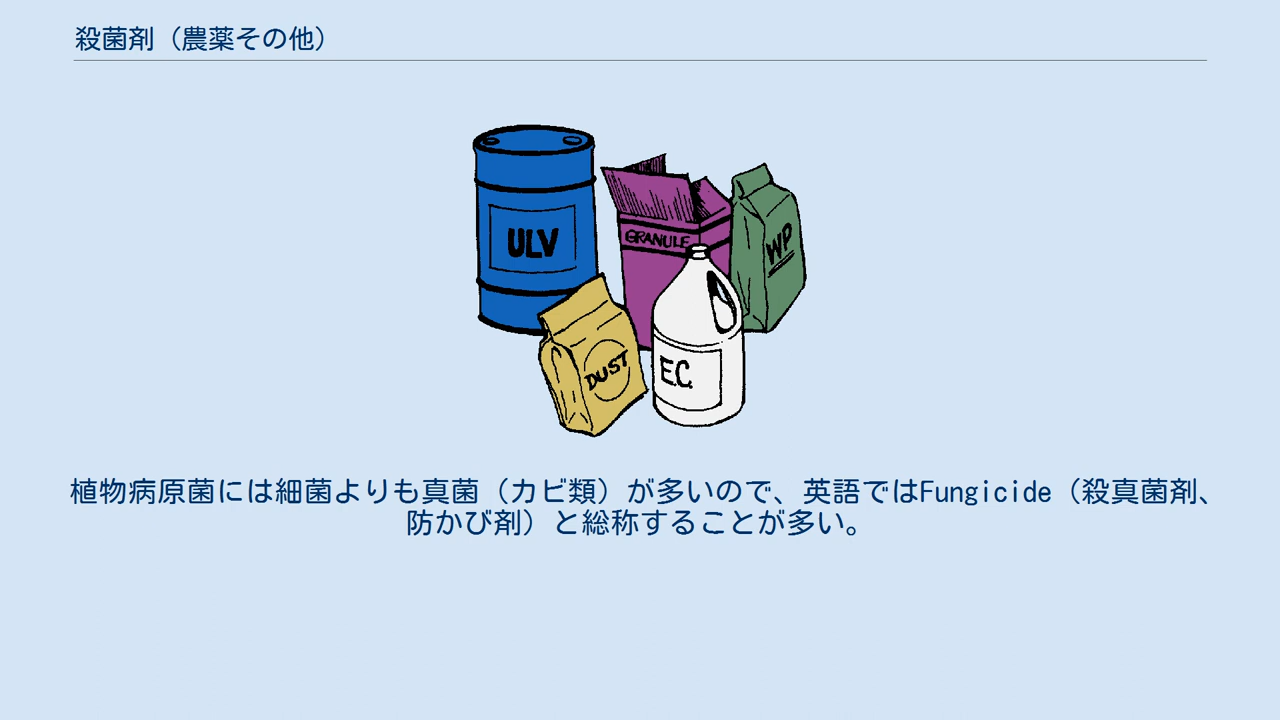 殺菌剤（農薬その他）
ULV
GRANULE
WP
DUST
E.C.
植物病原菌には細菌よりも真菌（カビ類）が多いので、英語ではFungicide（殺真菌剤、
防かび剤）と総称することが多い。